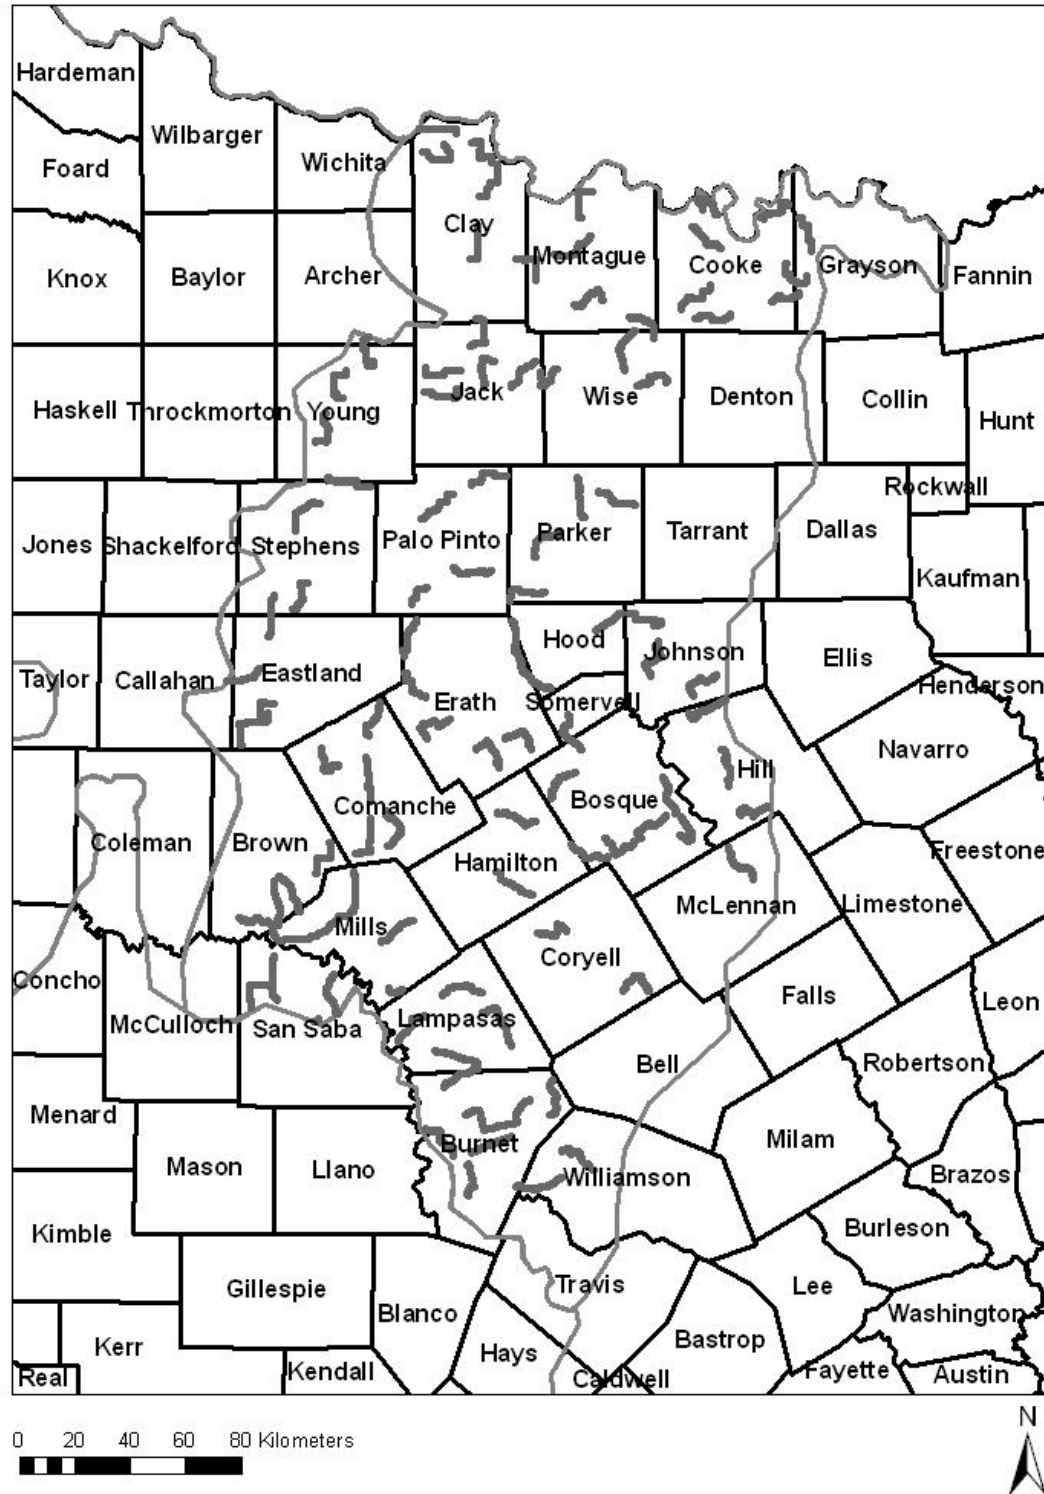 Hardeman
Wilbarger
Wichita
Foard
Clay
Montague
Cooke
Grayson
Fannin
Knox
Baylor
Archer
Haskell
Throckmorton
Young
Jack
Wise
Denton
Collin
Hunt
Rockwall
Jones
Shackelford
Stephens
Palo Pinto
Parker
Tarrant
Dallas
Kaufman
Taylor
Callahan
Eastland
Erath
Hood
Somervell
Johnson
Ellis
Henderson
Navarro
Coleman
Brown
Comanche
Hamilton
Bosque
Hill
Freestone
Limestone
McLennan
Mills
Coryell
Concho
McCulloch
San Saba
Lampasas
Bell
Falls
Leon
Robertson
Menard
Mason
Llano
Burnet
Williamson
Milam
Brazos
Kimble
Burleson
Gillespie
Blanco
Travis
Lee
Washington
Kerr
Kendall
Hays
Bastrop
Caldwell
Fayette
Austin
Real
N
0 20 40 60 80 Kilometers